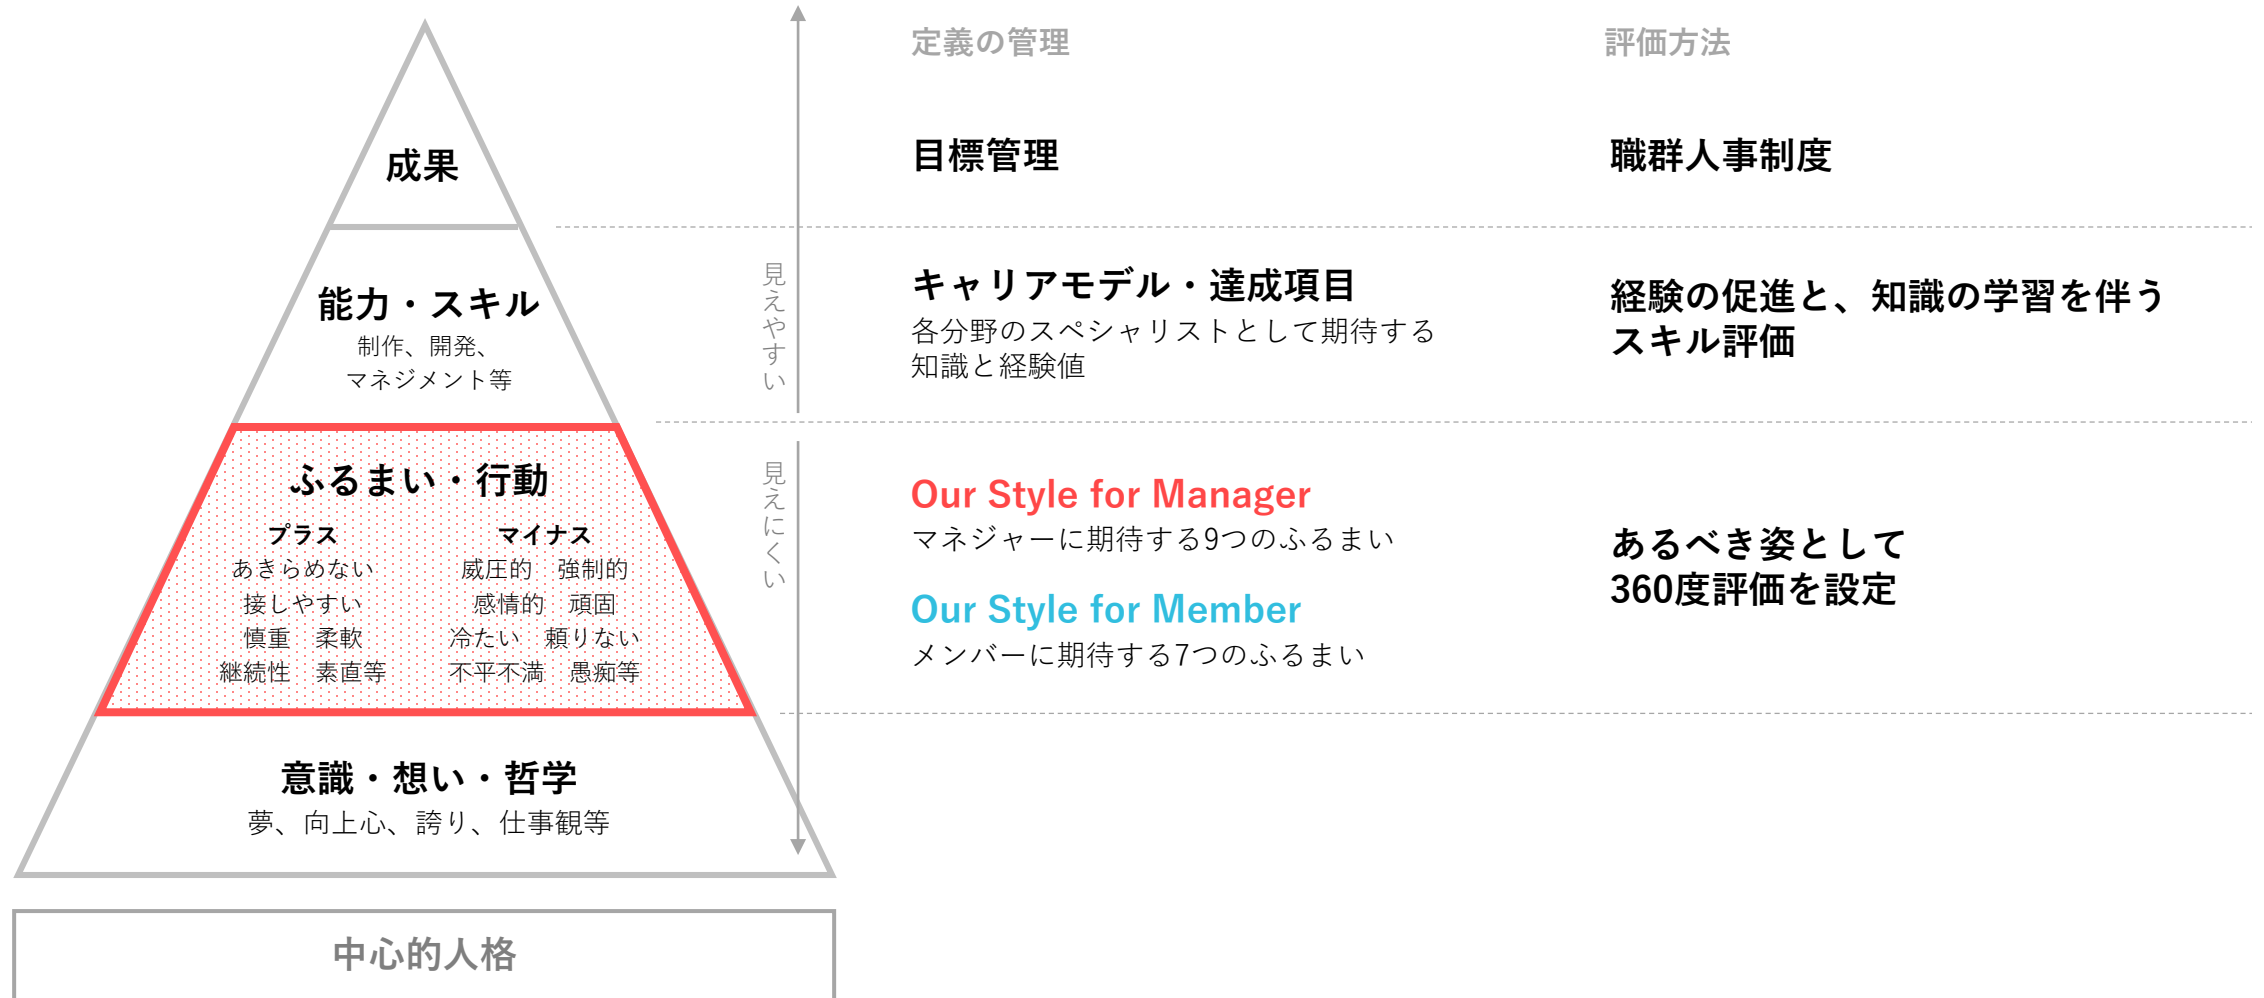 定義の管理
評価方法
成果
目標管理
職群人事制度
能力・スキル
制作、開発、
マネジメント等
見えやすい
キャリアモデル・達成項目
各分野のスペシャリストとして期待する
知識と経験値
経験の促進と、知識の学習を伴う
スキル評価
ふるまい・行動
プラス
あきらめない
接しやすい
慎重　柔軟
継続性　素直等
マイナス
威圧的　強制的
感情的　頑固
冷たい　頼りない
不平不満　愚痴等
見えにくい
Our Style for Manager
マネジャーに期待する9つのふるまい
Our Style for Member
メンバーに期待する7つのふるまい
あるべき姿として
360度評価を設定
意識・想い・哲学
夢、向上心、誇り、仕事観等
中心的人格